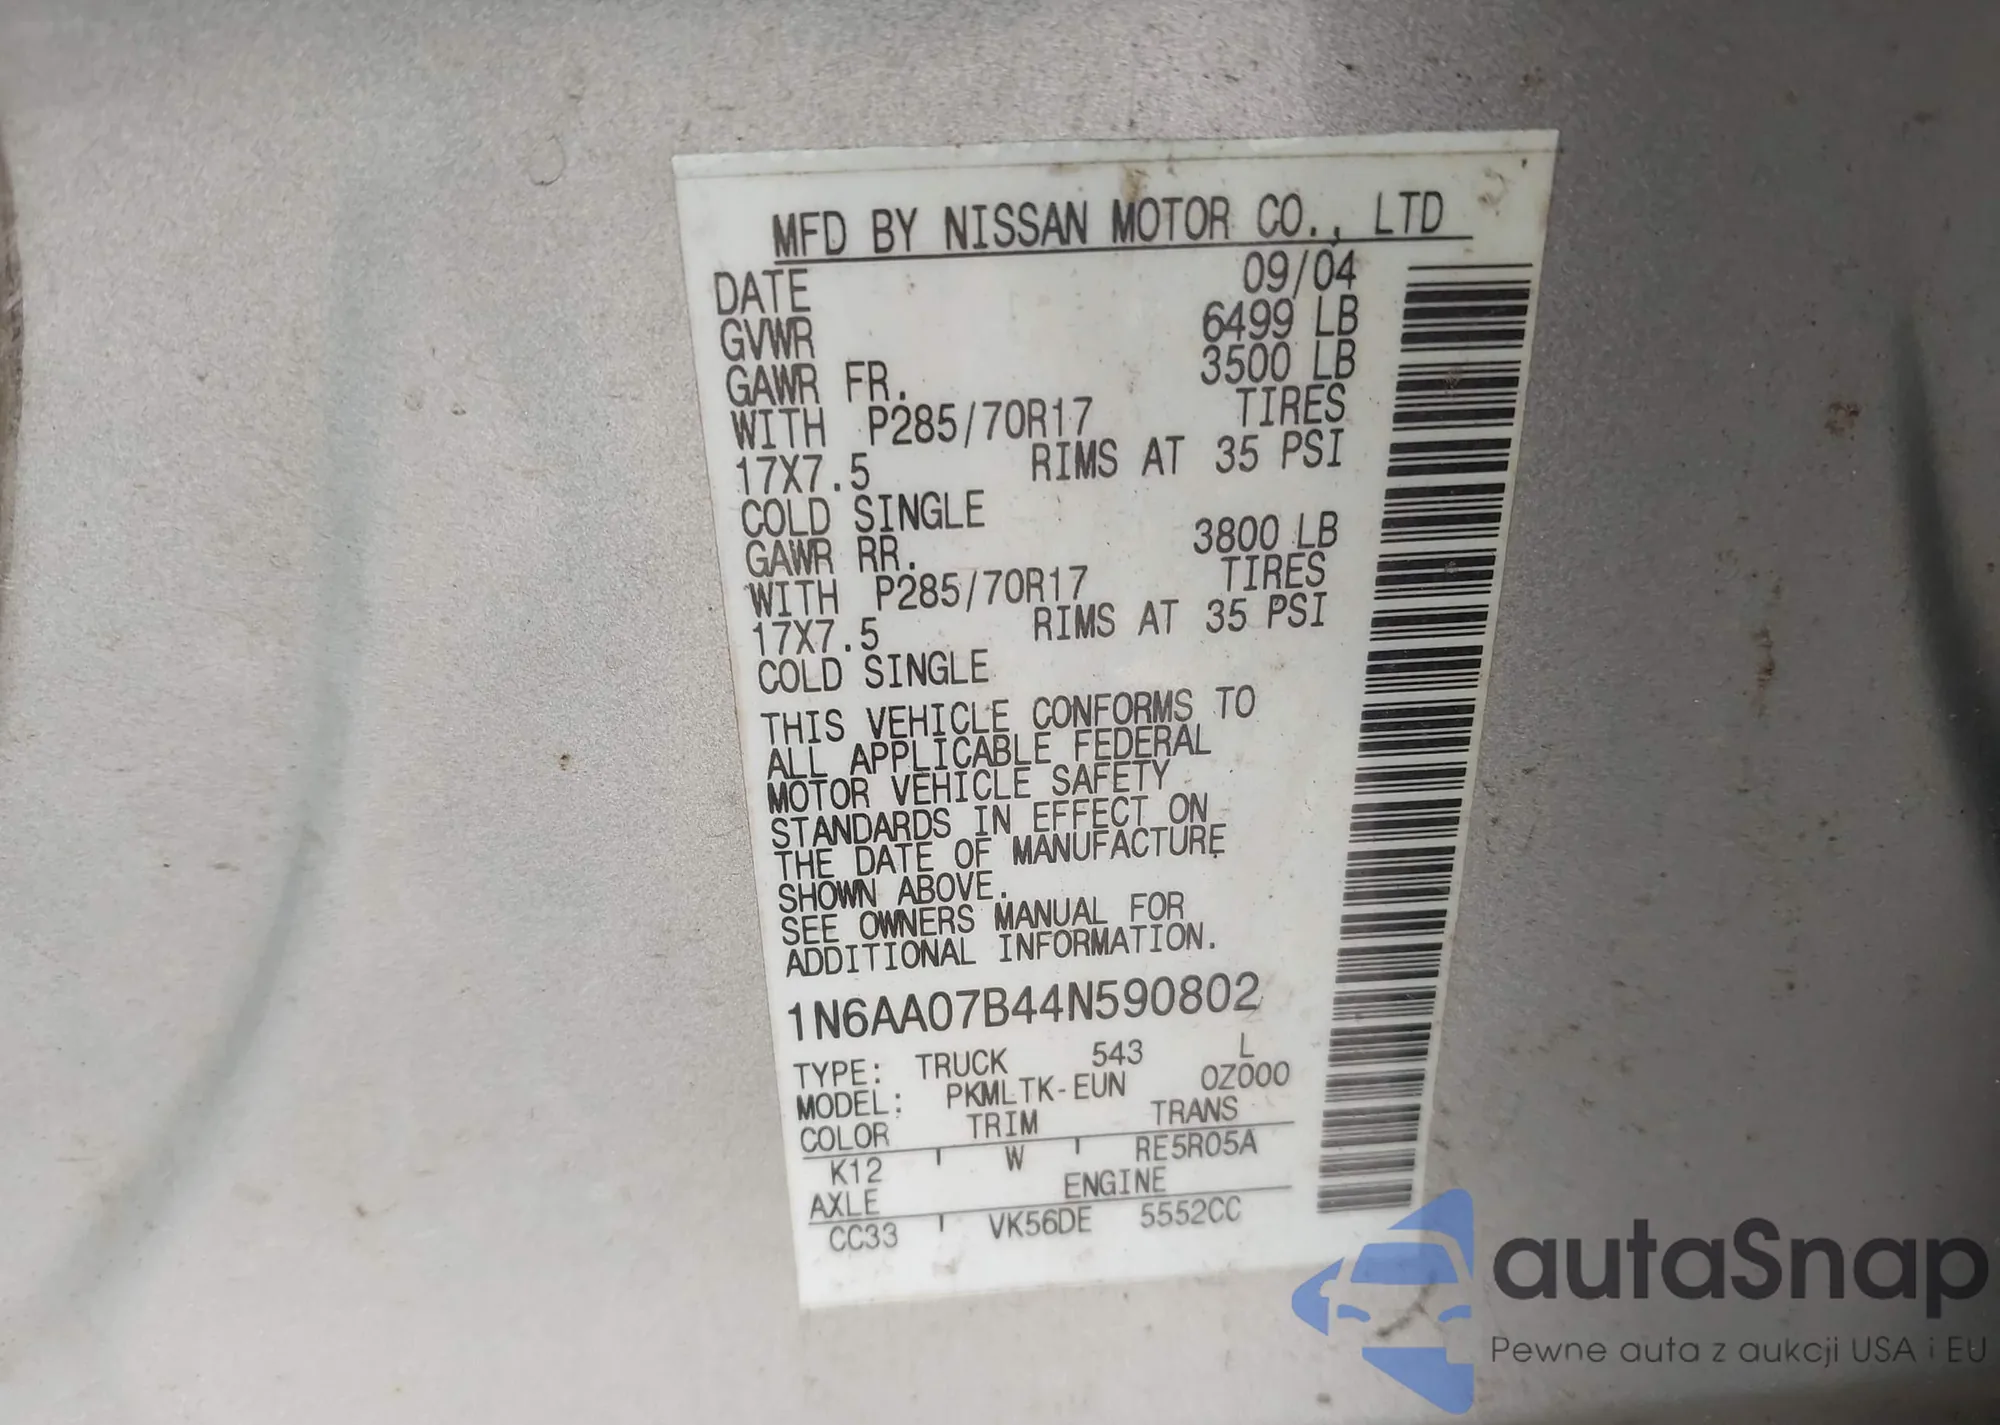 MFD BY NISSAN MOTOR CO., LTD
DATE 09/04
GVWR 6499 LB
GAWR FR. 3500 LB
WITH P285/70R17 TIRES
17X7.5 RIMS AT 35 PSI
COLD SINGLE
GAWR RR. 3800 LB
WITH P285/70R17 TIRES
17X7.5 RIMS AT 35 PSI
COLD SINGLE
THIS VEHICLE CONFORMS TO
ALL APPLICABLE FEDERAL
MOTOR VEHICLE SAFETY
STANDARDS IN EFFECT ON
THE DATE OF MANUFACTURE
SHOWN ABOVE.
SEE OWNERS MANUAL FOR
ADDITIONAL INFORMATION.
1N6AA07B44N590802
TYPE: TRUCK 543 L
MODEL: PKMLTK-EUN 0Z000
COLOR TRIM TRANS
K12 W RE5R05A
AXLE ENGINE
CC33 VK56DE 5552CC
autaSnap
Pewne auta z aukcji USA i EU